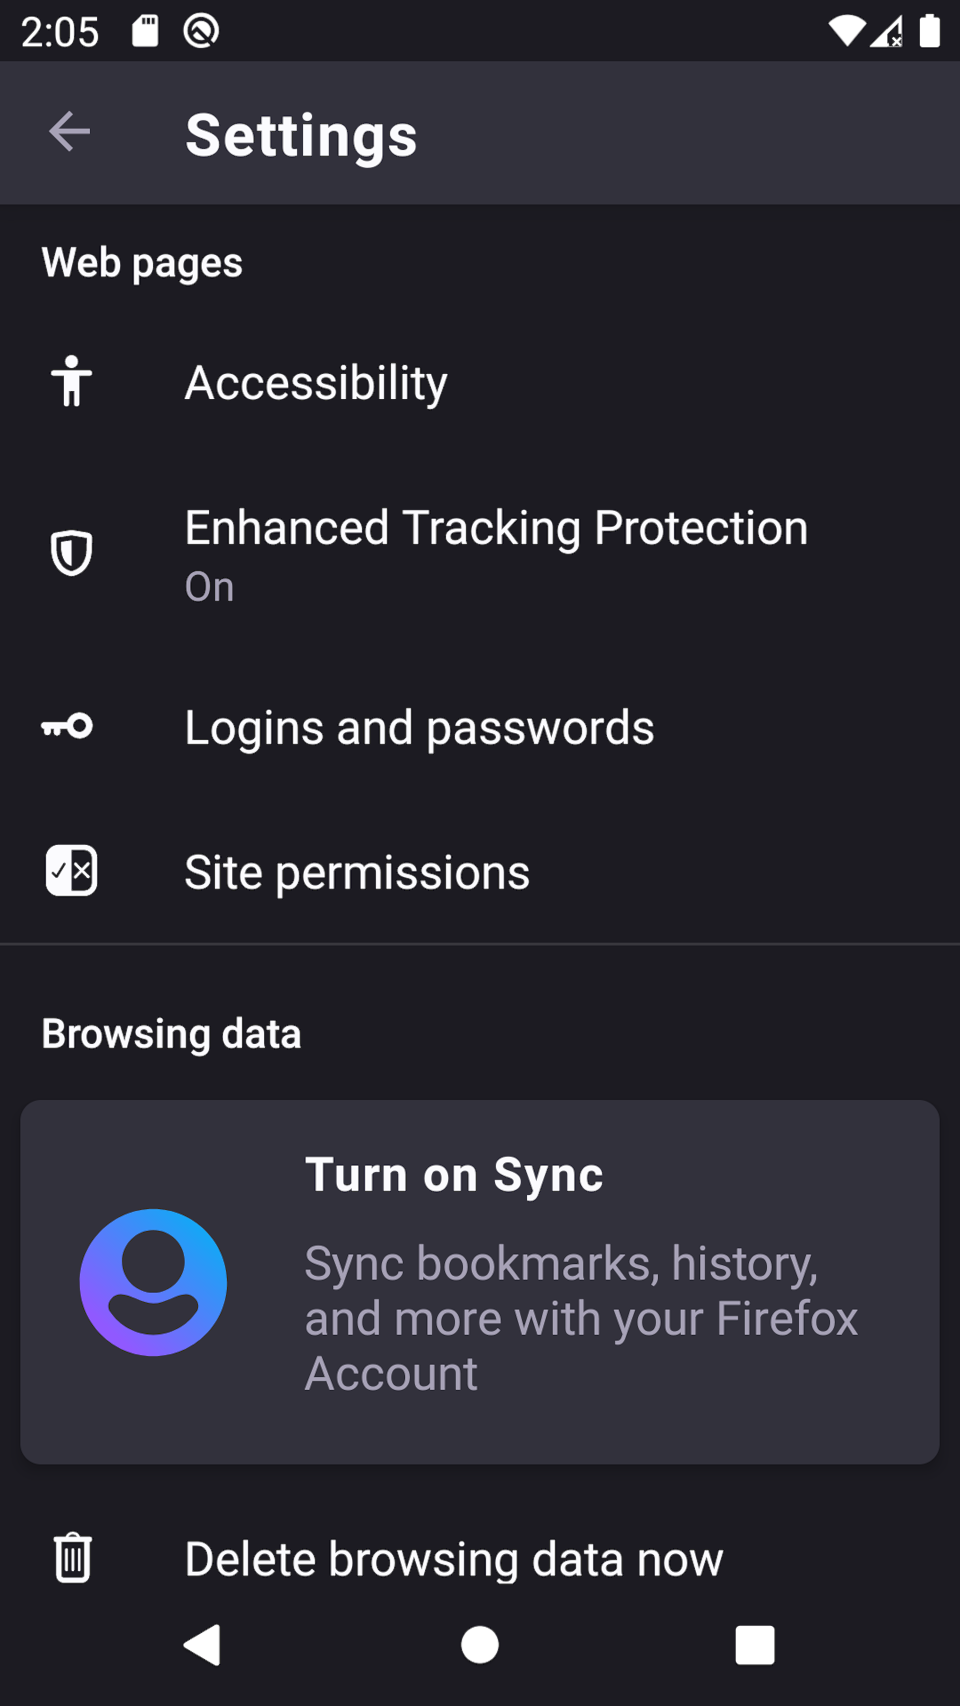 2:05
Settings
Web pages
Accessibility
Enhanced Tracking Protection
On
Logins and passwords
Site permissions
Browsing data
Turn on Sync
Sync bookmarks, history,
and more with your Firefox
Account
Delete browsing data now